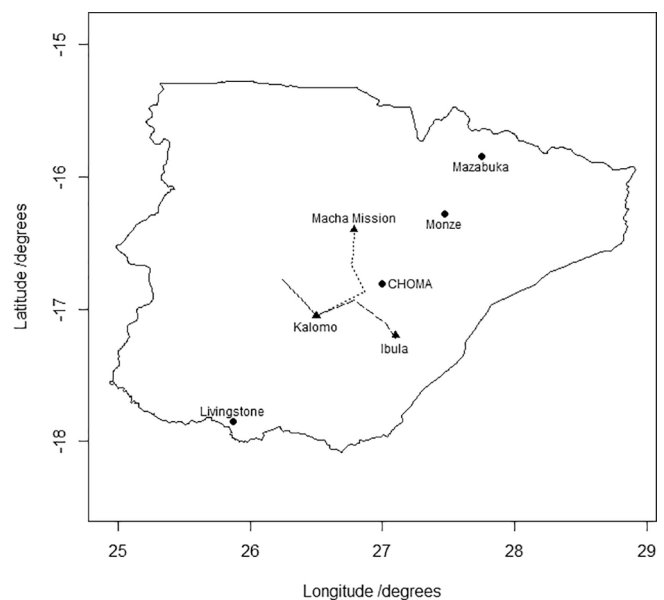 -15
-16
-17
-18
Latitude /degrees
Mazabuka
Macha Mission
Monze
CHOMA
Kalomo
Ibula
Livingstone
25
26
27
28
29
Longitude /degrees